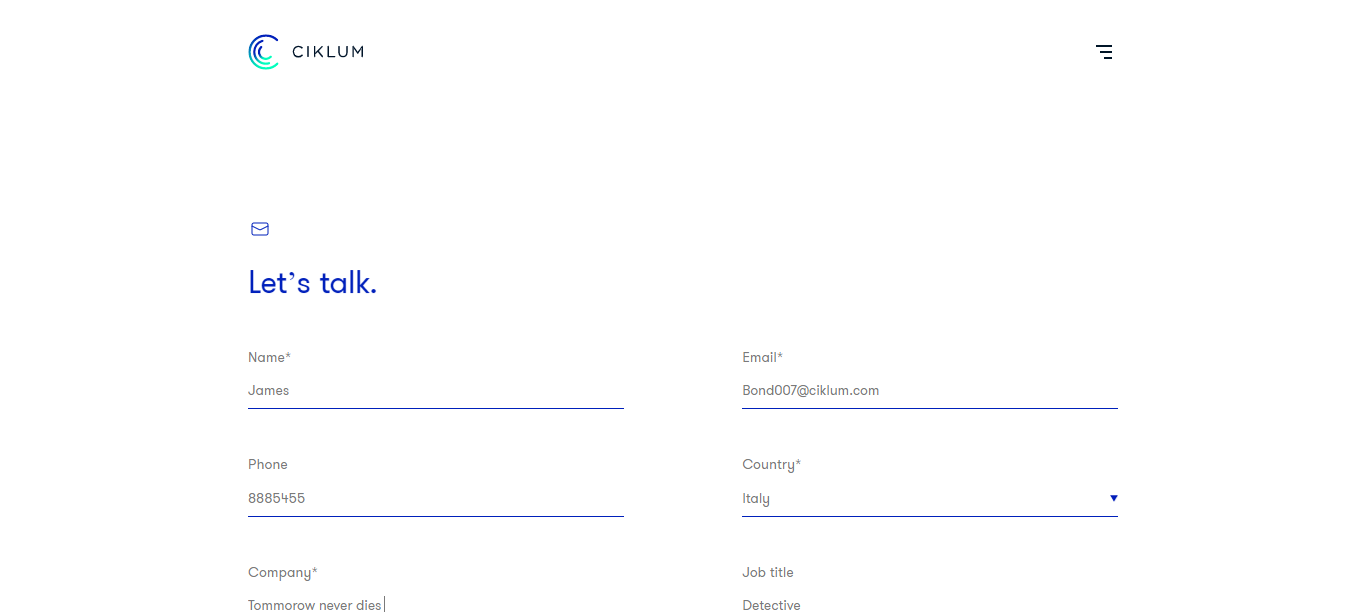 CIKLUM
Let’s talk.
Name*
Email*
James
Bond007@ciklum.com
Phone
Country*
8885455
Italy
Company*
Job title
Tommorow never dies
Detective